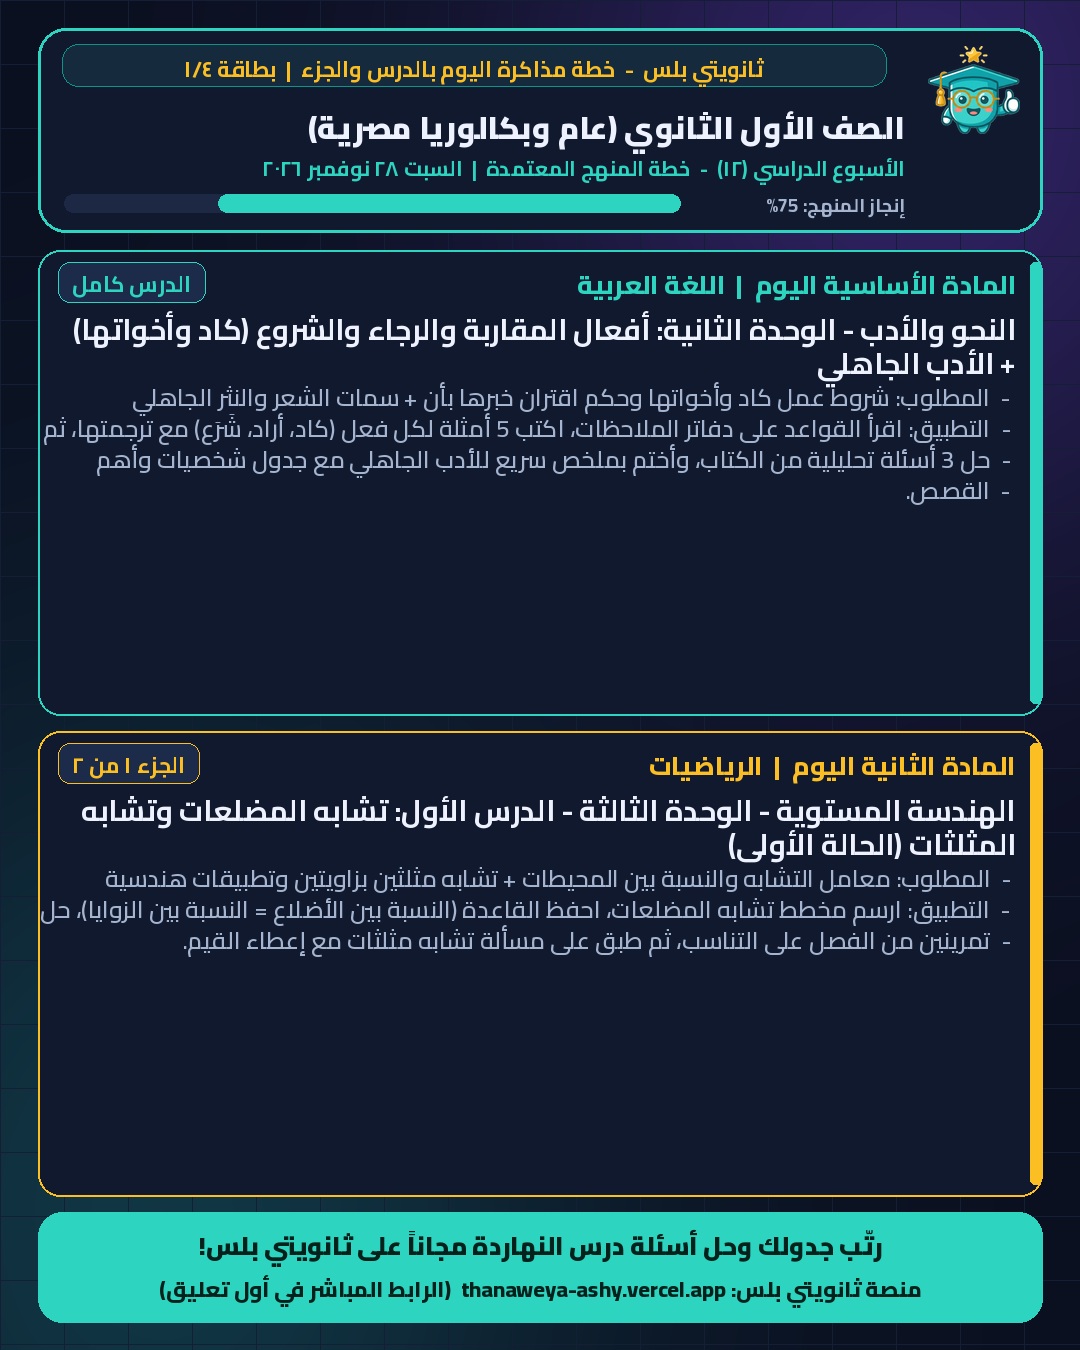 ثانويتي بلس - خطة مذاكرة اليوم بالدرس والجزء | بطاقة ١/٤
الصف الأول الثانوي (عام وبكالوريا مصرية)
الأسبوع الدراسي (١٢) - خطة المنهج المعتمدة | السبت ٢٨ نوفمبر ٢٠٢٦
إنجاز المنهج: 75%
المادة الأساسية اليوم | اللغة العربية
الدرس كامل
النحو والأدب - الوحدة الثانية: أفعال المقاربة والرجاء والشروع (كاد وأخواتها)
+ الأدب الجاهلي
- المطلوب: شروط عمل كاد وأخواتها وحكم اقتران خبرها بأن + سمات الشعر والنثر الجاهلي
- التطبيق: اقرأ القواعد على دفاتر الملاحظات، اكتب 5 أمثلة لكل فعل (كاد، أراد، شَرَع) مع ترجمتها، ثم
- حل 3 أسئلة تحليلية من الكتاب، وأختم بملخص سريع للأدب الجاهلي مع جدول شخصيات وأهم
- القصص.
المادة الثانية اليوم | الرياضيات
الجزء ١ من ٢
الهندسة المستوية - الوحدة الثالثة - الدرس الأول: تشابه المضلعات وتشابه
المثلثات (الحالة الأولى)
- المطلوب: معامل التشابه والنسبة بين المحيطات + تشابه مثلثين بزاويتين وتطبيقات هندسية
- التطبيق: ارسم مخطط تشابه المضلعات، احفظ القاعدة (النسبة بين الأضلاع = النسبة بين الزوايا)، حل
- تمرينين من الفصل على التناسب، ثم طبق على مسألة تشابه مثلثات مع إعطاء القيم.
رتّب جدولك وحل أسئلة درس النهاردة مجاناً على ثانويتي بلس!
منصة ثانويتي بلس: thanaweya-ashy.vercel.app (الرابط المباشر في أول تعليق)